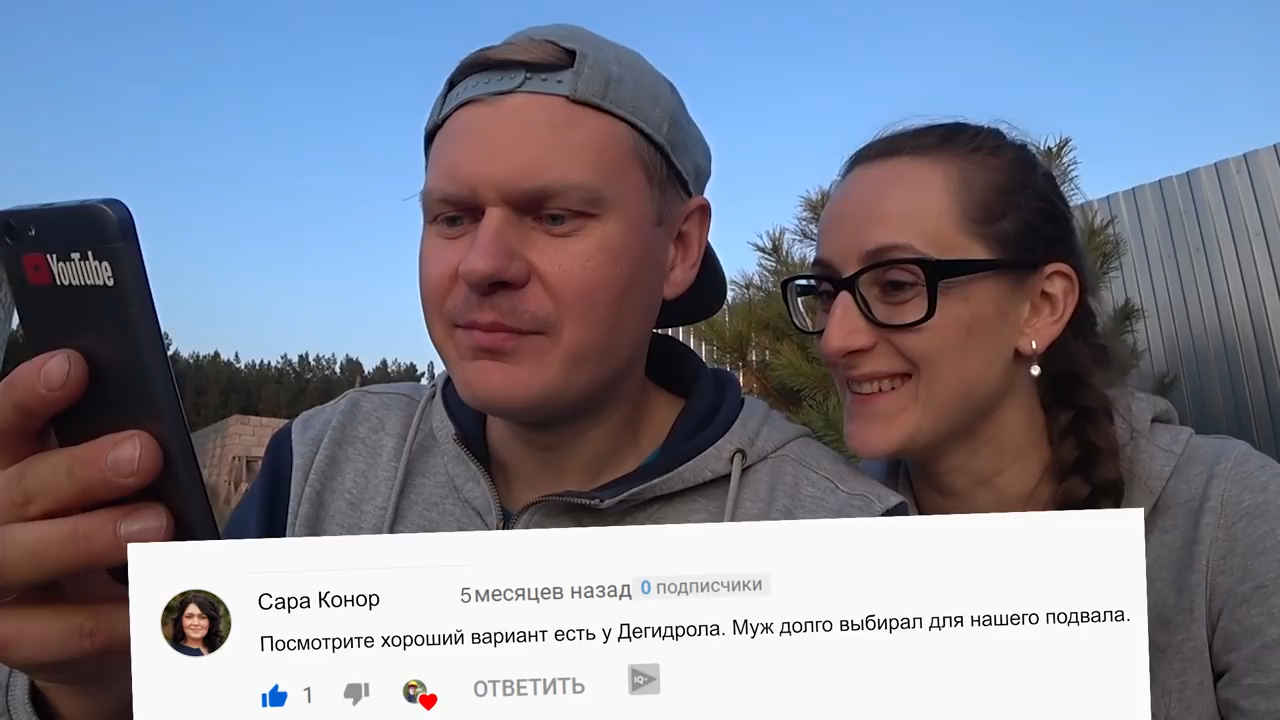 YouTube
Сара Конор 5 месяцев назад 0 подписчики
Посмотрите хороший вариант есть у Дегидрола. Муж долго выбирал для нашего подвала.
1 ОТВЕТИТЬ IQ+